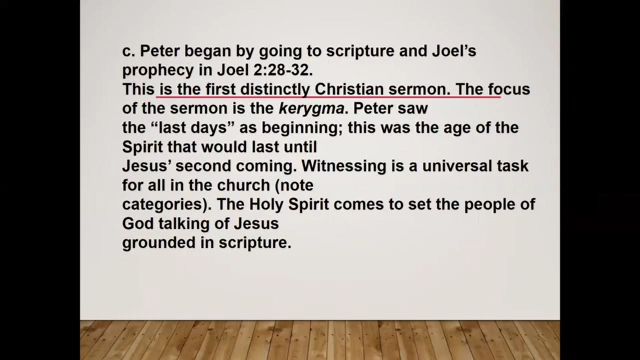 c. Peter began by going to scripture and Joel's
prophecy in Joel 2:28-32.
This is the first distinctly Christian sermon. The focus
of the sermon is the kerygma. Peter saw
the “last days” as beginning; this was the age of the
Spirit that would last until
Jesus’ second coming. Witnessing is a universal task
for all in the church (note
categories). The Holy Spirit comes to set the people of
God talking of Jesus
grounded in scripture.